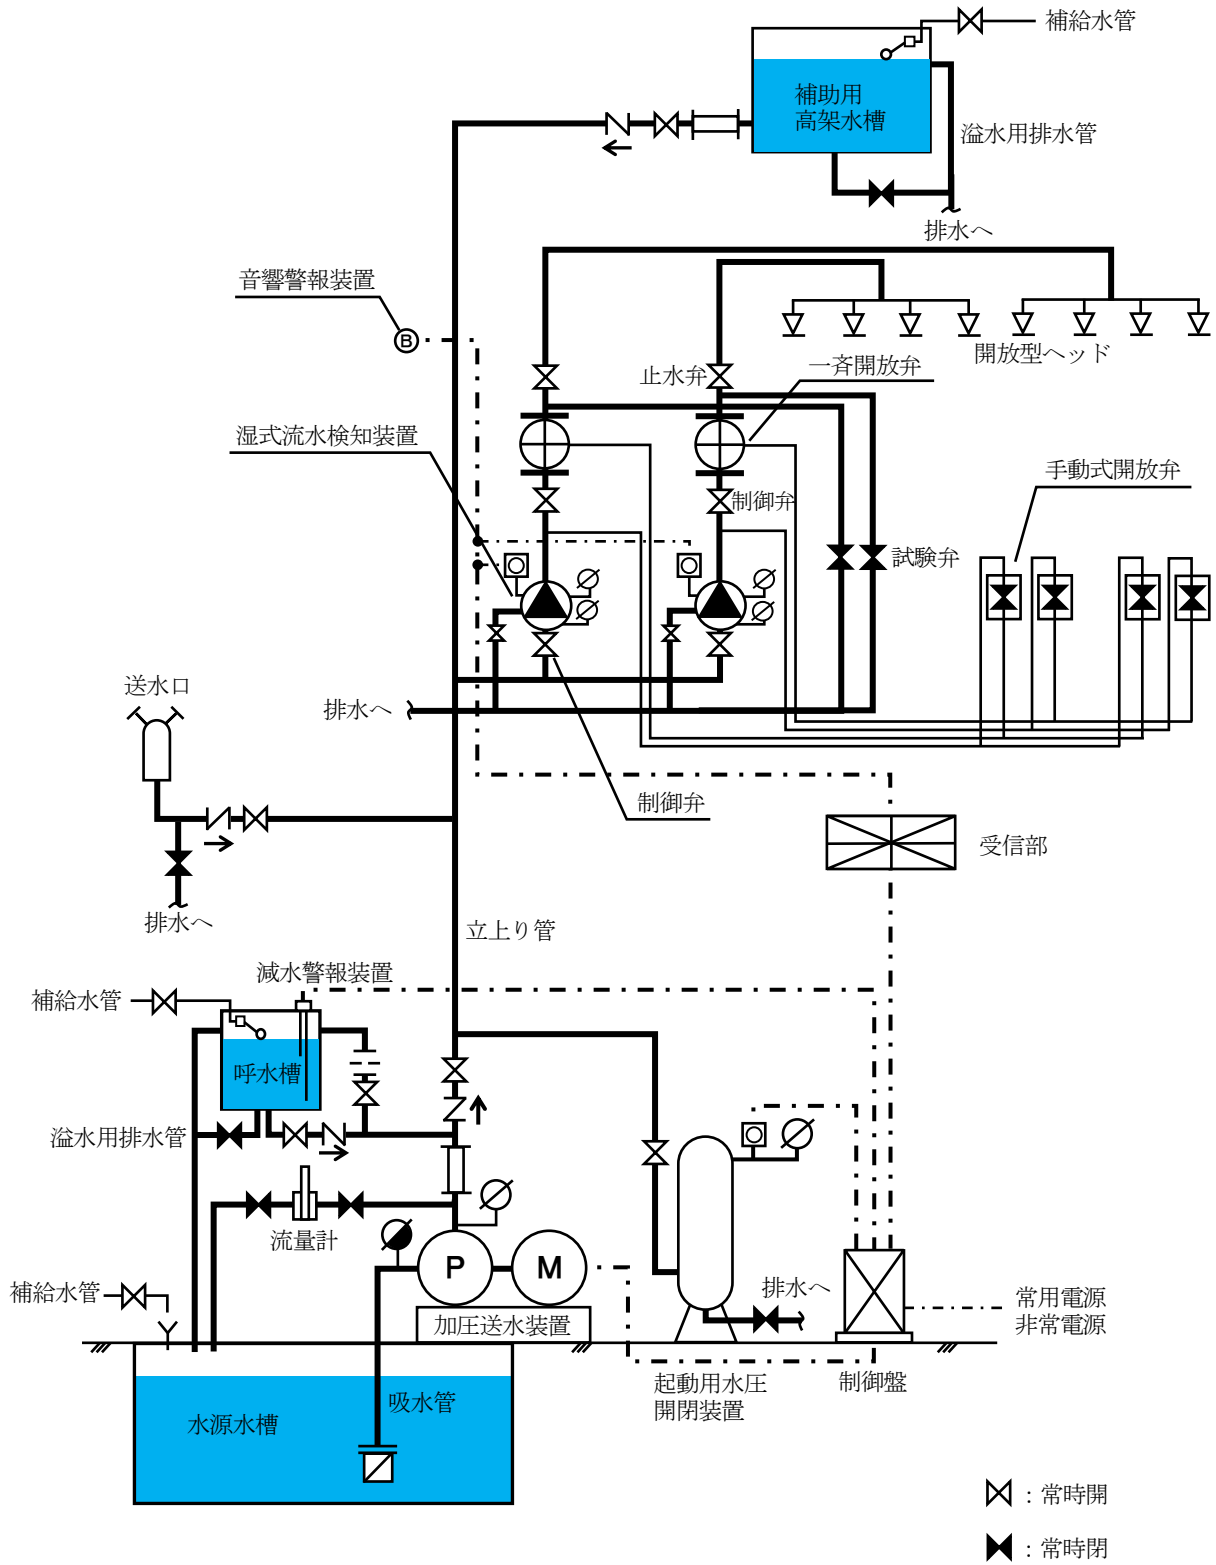 補給水管
補助用
高架水槽
溢水用排水管
排水へ
音響警報装置
B
開放型ヘッド
止水弁
一斉開放弁
湿式流水検知装置
手動式開放弁
制御弁
試験弁
送水口
排水へ
制御弁
受信部
排水へ
立上り管
減水警報装置
補給水管
呼水槽
溢水用排水管
流量計
P
M
補給水管
排水へ
常用電源
非常電源
加圧送水装置
起動用水圧
開閉装置
制御盤
吸水管
水源水槽
：常時開
：常時閉